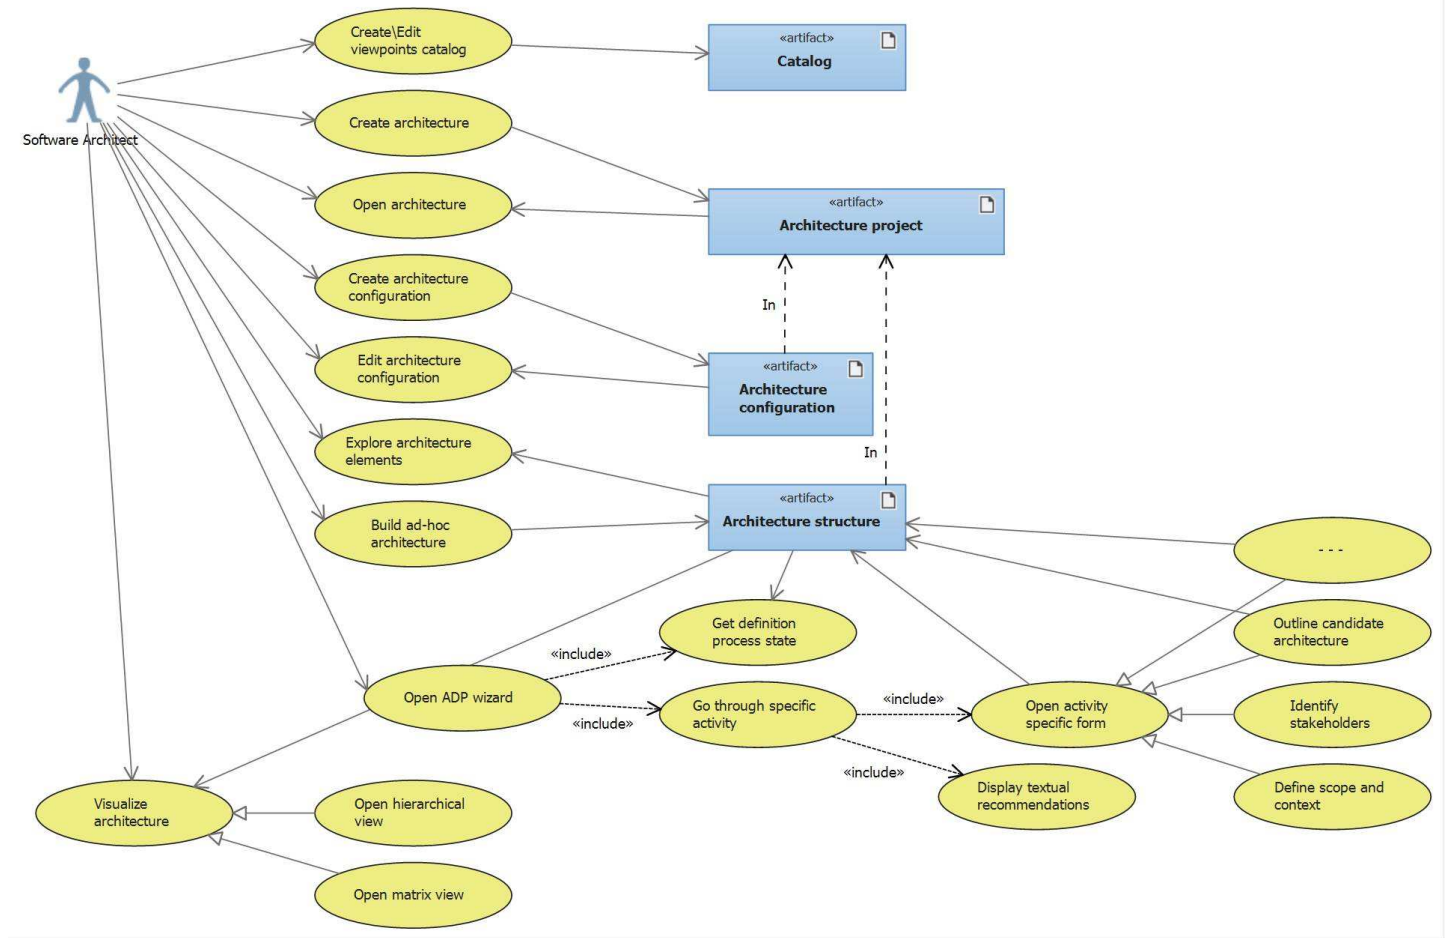 Create\Edit
viewpoints catalog
«artifact»
Catalog
Software Architect
Create architecture
Open architecture
«artifact»
Architecture project
Create architecture
configuration
In
Edit architecture
configuration
«artifact»
Architecture
configuration
Explore architecture
elements
In
Build ad-hoc
architecture
«artifact»
Architecture structure
- - -
Get definition
process state
Outline candidate
architecture
«include»
Open ADP wizard
«include»
Go through specific
activity
«include»
Open activity
specific form
Identify
stakeholders
«include»
Display textual
recommendations
Define scope and
context
Visualize
architecture
Open hierarchical
view
Open matrix view